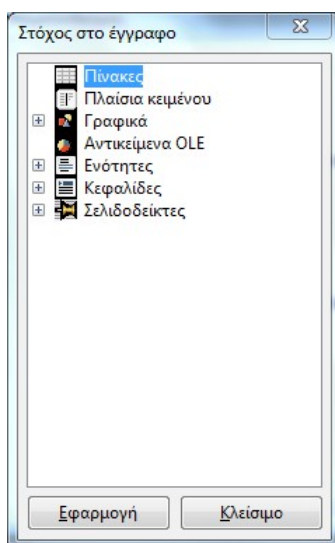 Στόχος στο έγγραφο
Πίνακες
Πλαίσια κειμένου
Γραφικά
Αντικείμενα OLE
Ενότητες
Κεφαλίδες
Σελιδοδείκτες
Εφαρμογή Κλείσιμο